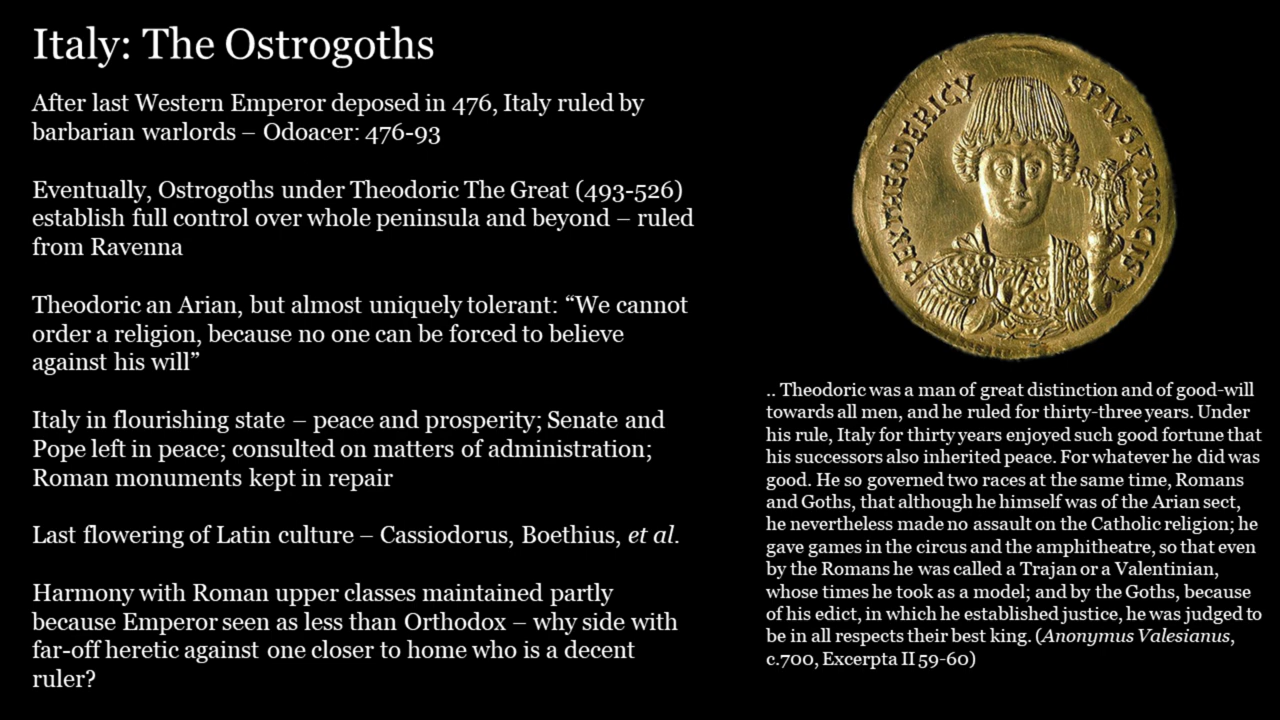 Italy: The Ostrogoths
After last Western Emperor deposed in 476, Italy ruled by
barbarian warlords – Odoacer: 476-93
Eventually, Ostrogoths under Theodoric The Great (493-526)
establish full control over whole peninsula and beyond – ruled
from Ravenna
Theodoric an Arian, but almost uniquely tolerant: “We cannot
order a religion, because no one can be forced to believe
against his will”
Italy in flourishing state – peace and prosperity; Senate and
Pope left in peace; consulted on matters of administration;
Roman monuments kept in repair
Last flowering of Latin culture – Cassiodorus, Boethius, et al.
Harmony with Roman upper classes maintained partly
because Emperor seen as less than Orthodox – why side with
far-off heretic against one closer to home who is a decent
ruler?
REXTHEODERICV
SPIVSPRINCIS
.. Theodoric was a man of great distinction and of good-will
towards all men, and he ruled for thirty-three years. Under
his rule, Italy for thirty years enjoyed such good fortune that
his successors also inherited peace. For whatever he did was
good. He so governed two races at the same time, Romans
and Goths, that although he himself was of the Arian sect,
he nevertheless made no assault on the Catholic religion; he
gave games in the circus and the amphitheatre, so that even
by the Romans he was called a Trajan or a Valentinian,
whose times he took as a model; and by the Goths, because
of his edict, in which he established justice, he was judged to
be in all respects their best king. (Anonymus Valesianus,
c.700, Excerpta II 59-60)